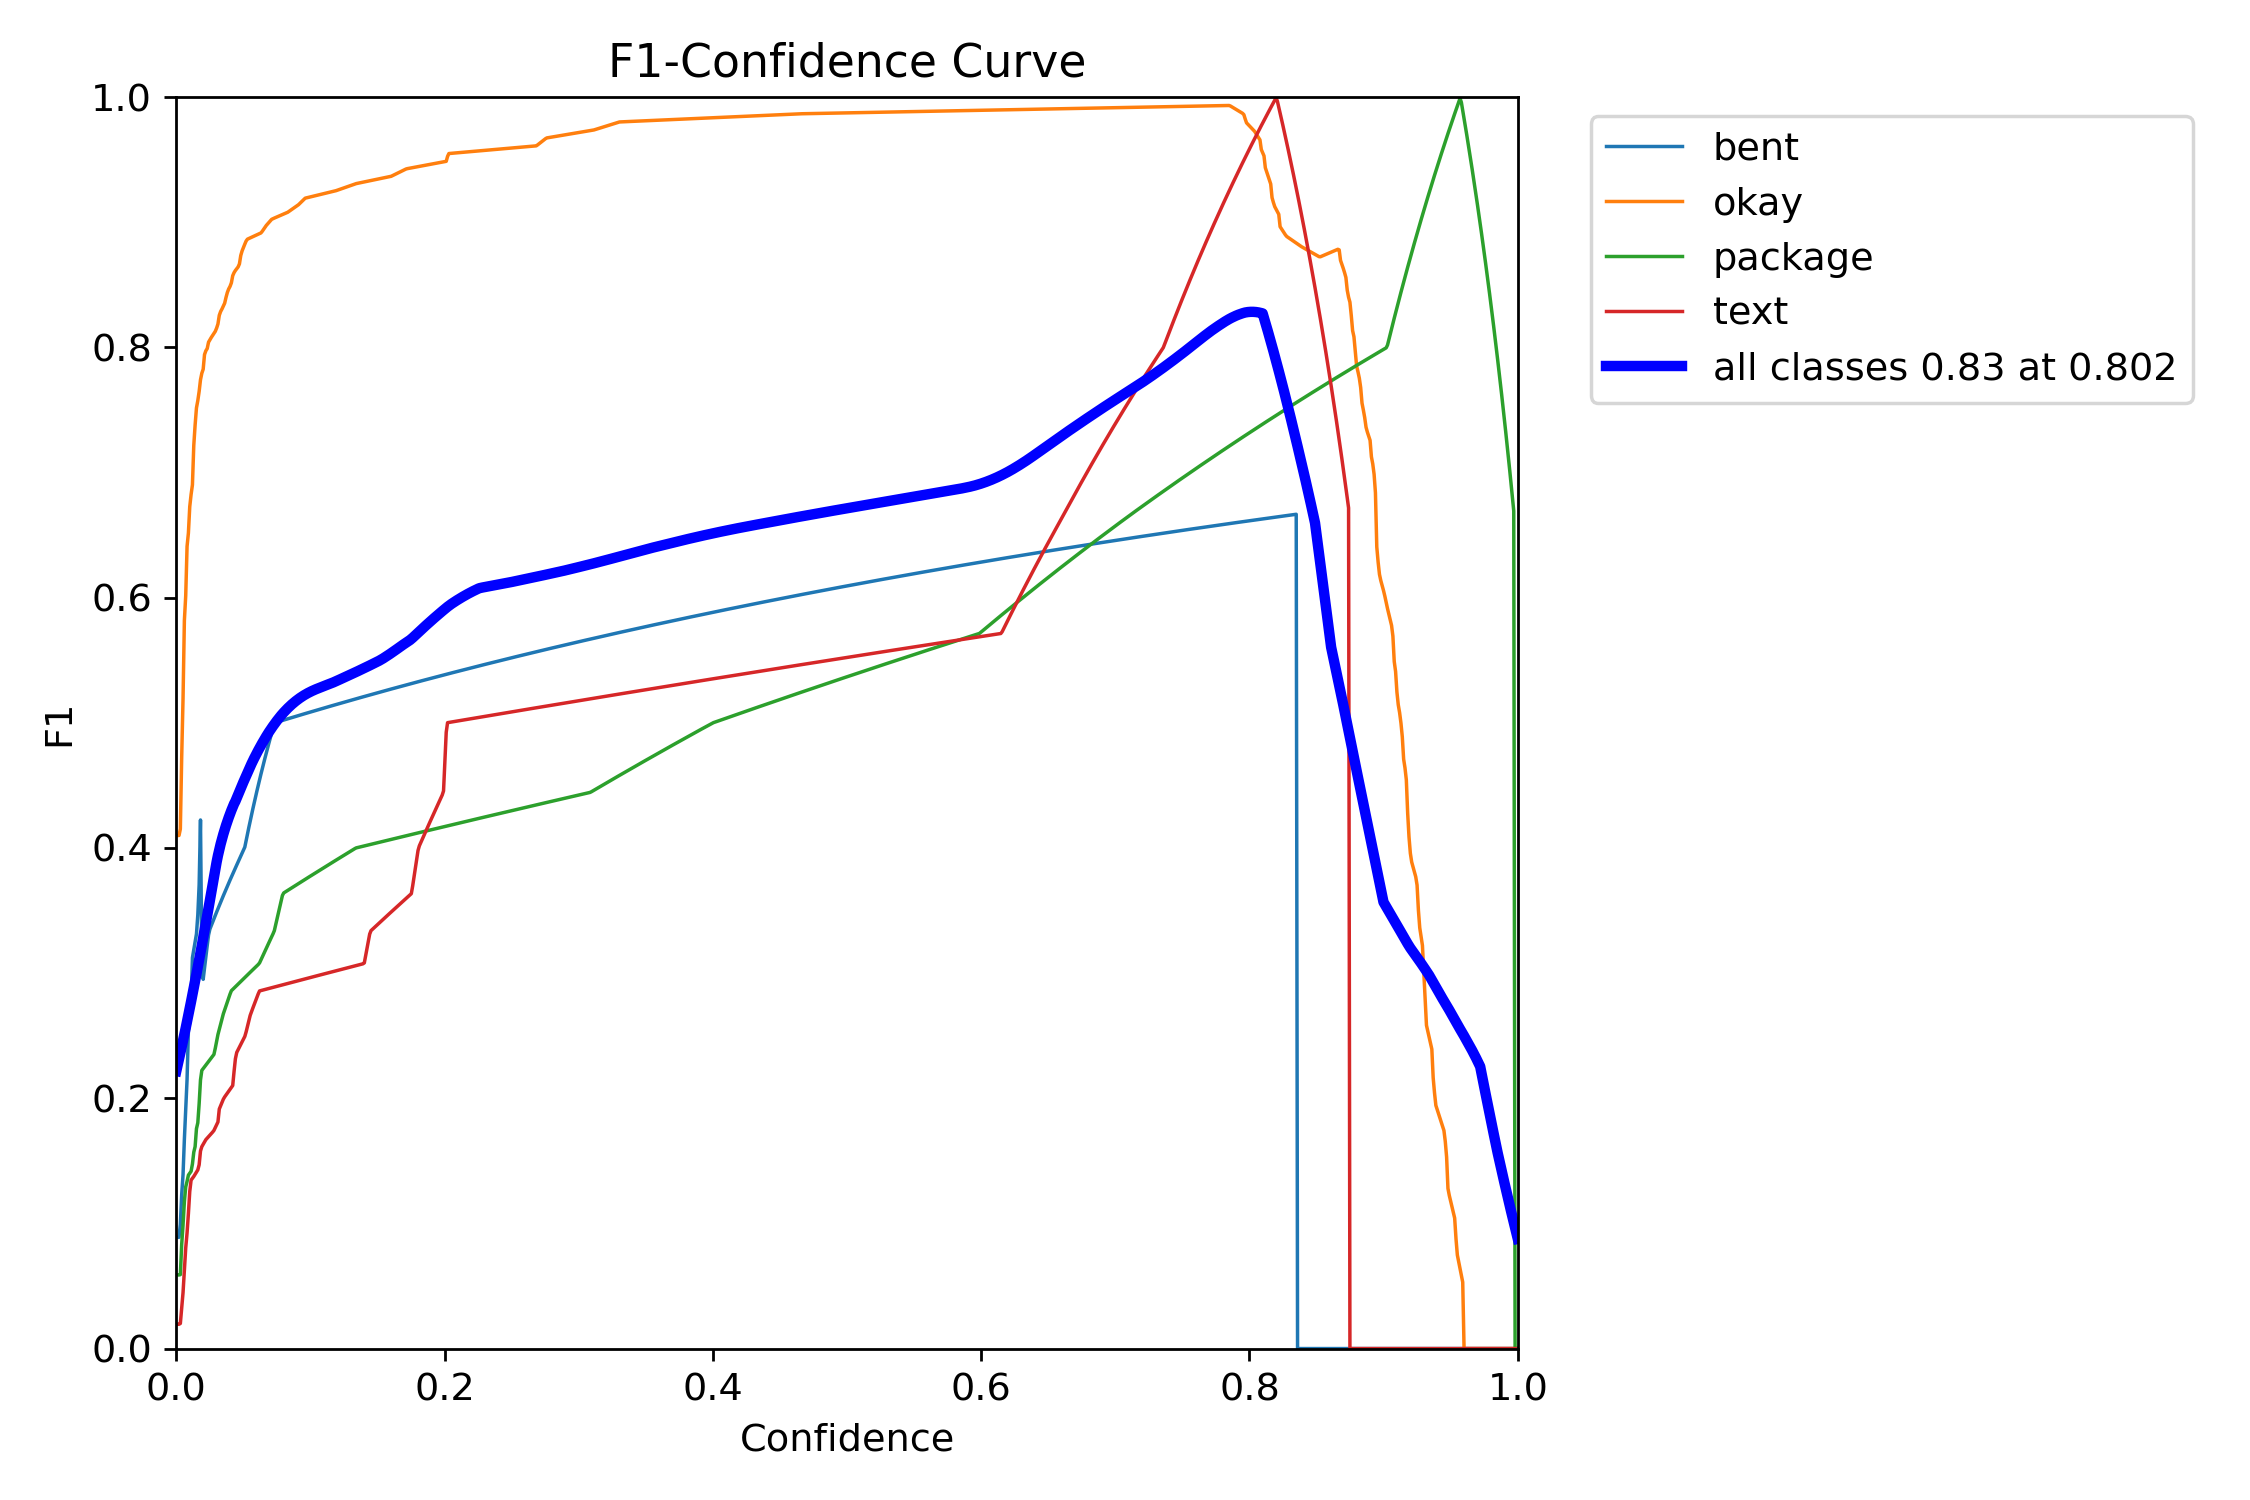 F1-Confidence Curve
1.0
0.8
0.6
0.4
0.2
0.0
F1
0.0 0.2 0.4 0.6 0.8 1.0
Confidence
bent
okay
package
text
all classes 0.83 at 0.802